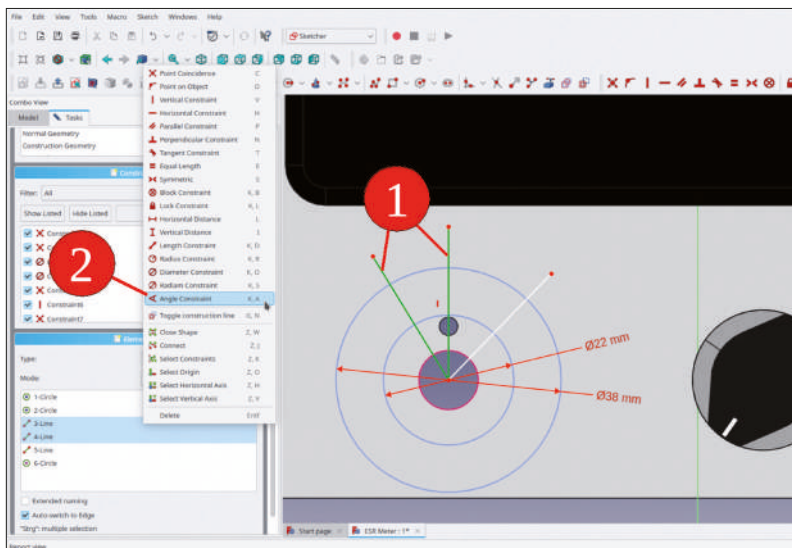 File Edit View Tools Macro Sketch Windows Help
Sketcher
Combo View
Model Tasks
Normal Geometry
Construction Geometry
Filter: All
Show Listed Hide Listed
Constraint6
Constraint7
Type:
Mode:
1-Circle
2-Circle
3-Line
4-Line
5-Line
6-Circle
Extended naming
Auto-switch to Edge
"Strg": multiple selection
Report view
Point Coincidence C
Point on Object O
Vertical Constraint V
Horizontal Constraint H
Parallel Constraint P
Perpendicular Constraint N
Tangent Constraint T
Equal Length E
Symmetric S
Block Constraint K, B
Lock Constraint K, L
Horizontal Distance L
Vertical Distance I
Length Constraint K, D
Radius Constraint K, R
Diameter Constraint K, O
Radiam Constraint K, S
Angle Constraint K, A
Toggle construction line G, N
Close Shape Z, W
Connect Z, J
Select Constraints Z, K
Select Origin Z, O
Select Horizontal Axis Z, H
Select Vertical Axis Z, V
Delete Entf
1
2
Ø22 mm
Ø38 mm
Start page
ESR Meter : 1*